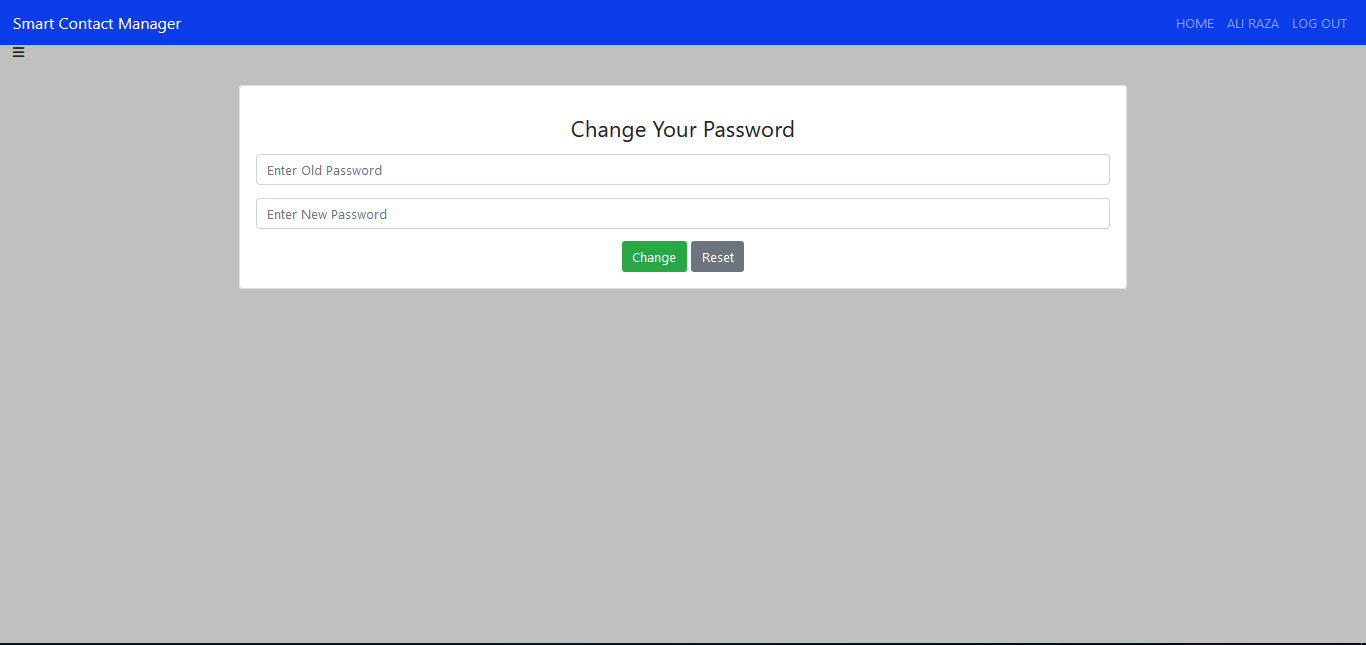 Smart Contact Manager HOME ALI RAZA LOG OUT
Change Your Password
Enter Old Password
Enter New Password
Change Reset